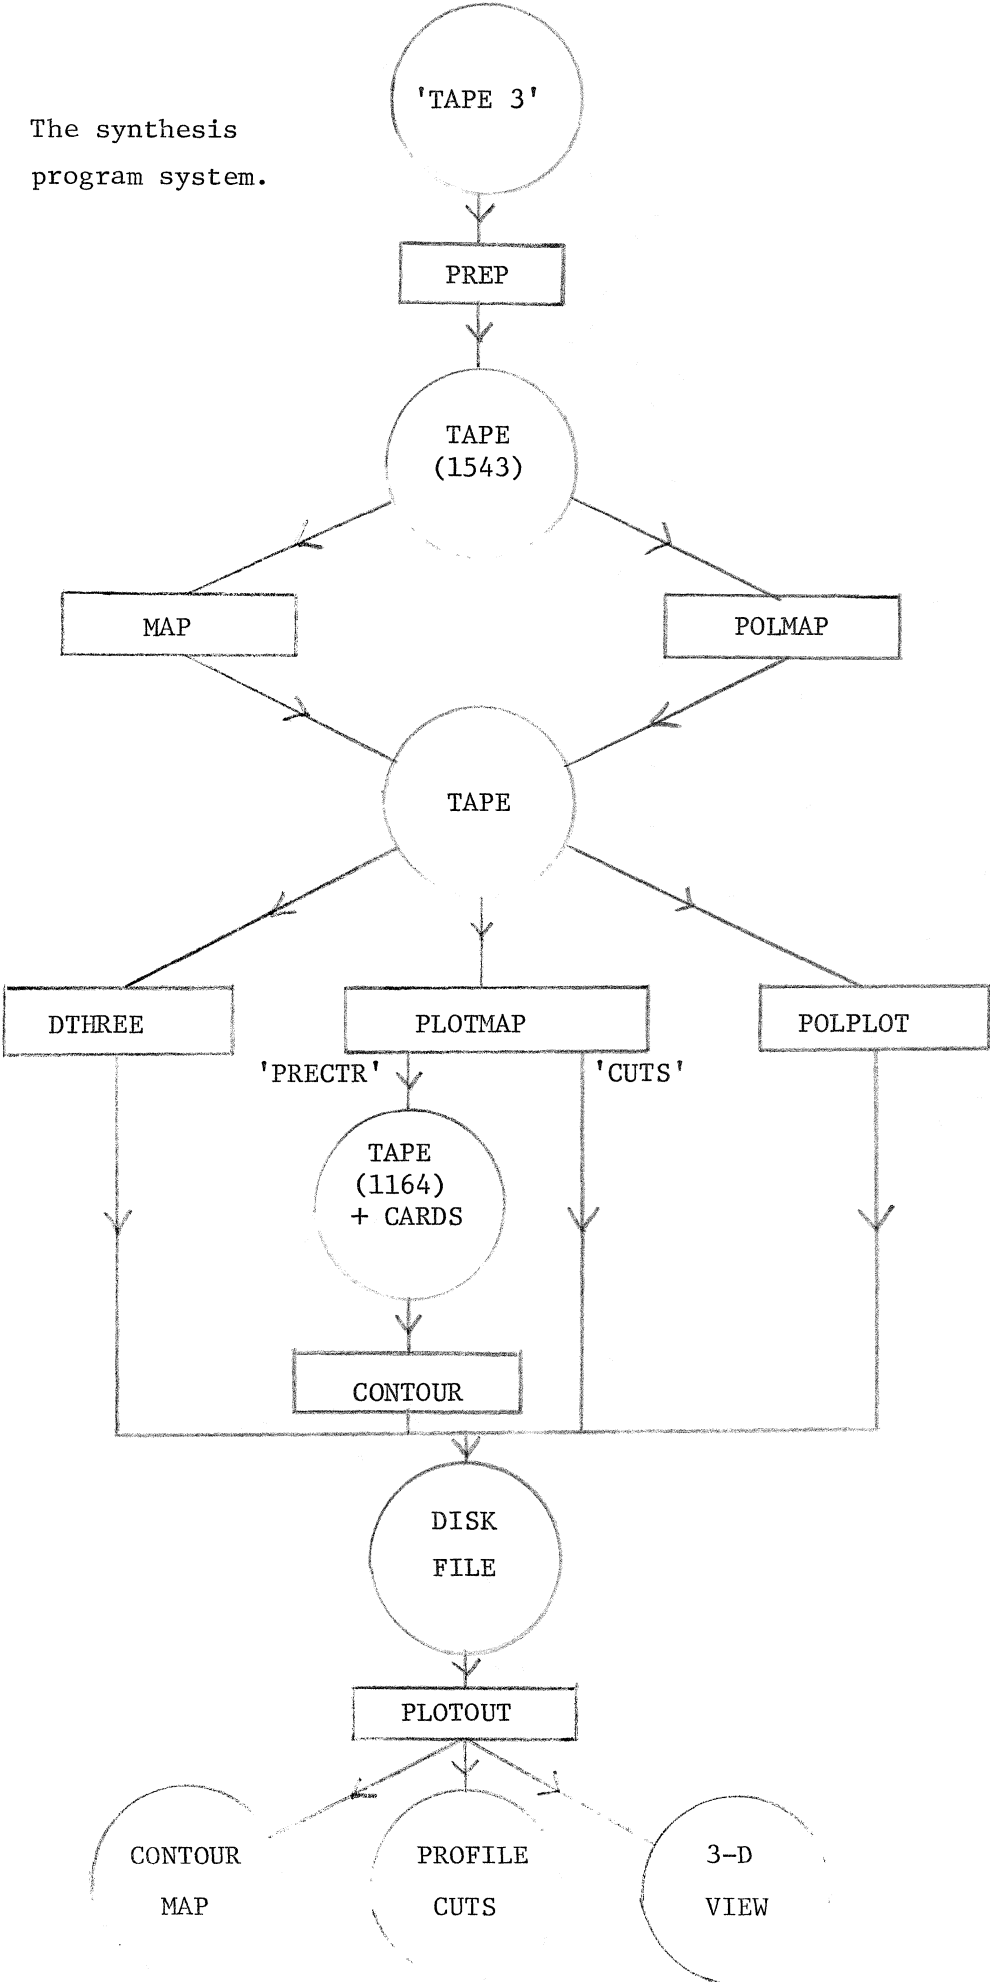 'TAPE 3'
The synthesis
program system.
PREP
TAPE
(1543)
MAP
POLMAP
TAPE
DTHREE
PLOTMAP
POLPLOT
'PRECTR'
'CUTS'
TAPE
(1164)
+ CARDS
CONTOUR
DISK
FILE
PLOTOUT
CONTOUR
MAP
PROFILE
CUTS
3-D
VIEW